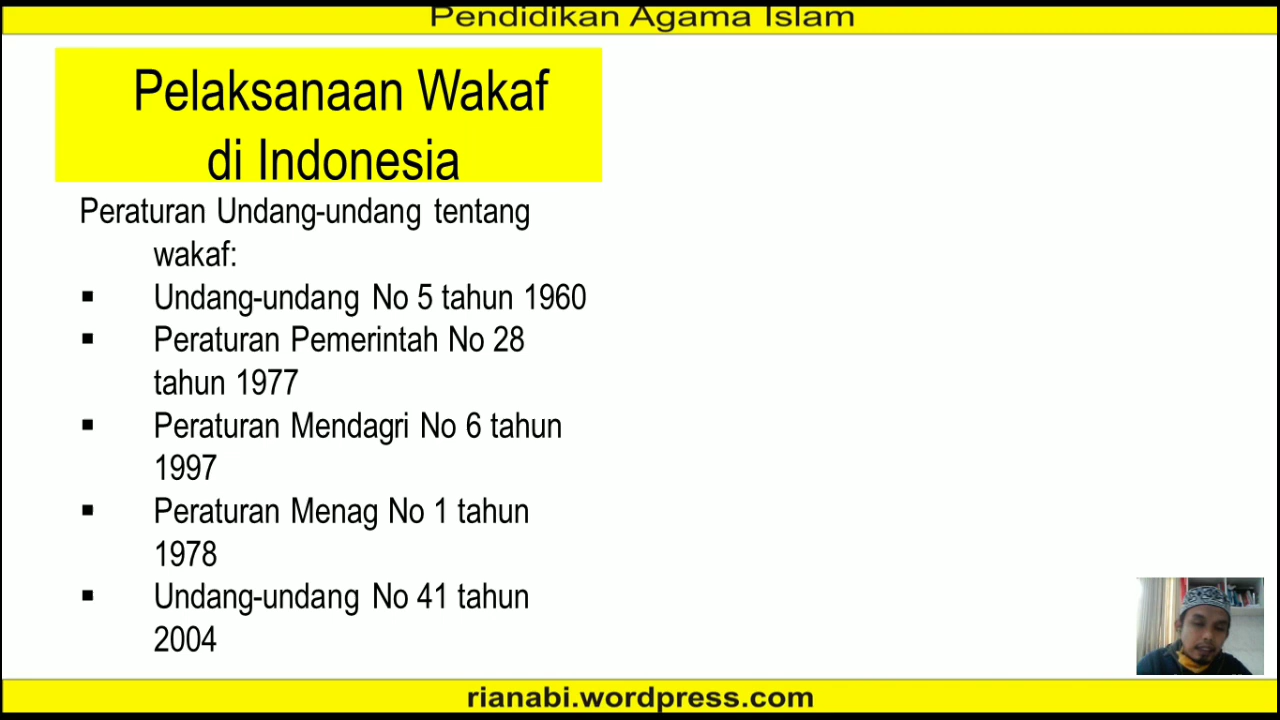 Pendidikan Agama Islam
Pelaksanaan Wakaf
di Indonesia
Peraturan Undang-undang tentang
wakaf:
▪ Undang-undang No 5 tahun 1960
▪ Peraturan Pemerintah No 28
tahun 1977
▪ Peraturan Mendagri No 6 tahun
1997
▪ Peraturan Menag No 1 tahun
1978
▪ Undang-undang No 41 tahun
2004
rianabi.wordpress.com